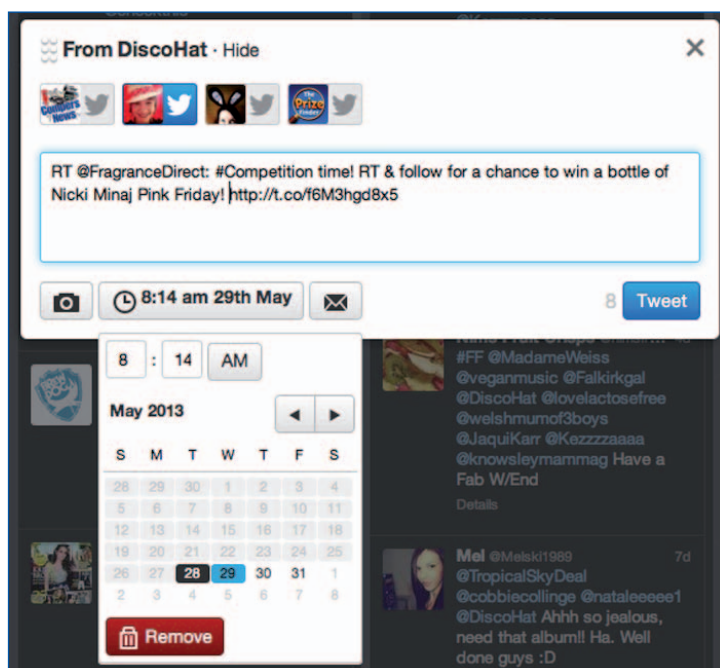 From DiscoHat · Hide
Compers
News
The
Prize
Finder
RT @FragranceDirect: #Competition time! RT & follow for a chance to win a bottle of
Nicki Minaj Pink Friday! http://t.co/f6M3hgd8x5
8:14 am 29th May
8
Tweet
8 : 14 AM
May 2013
S M T W T F S
28 29 30 1 2 3 4
5 6 7 8 9 10 11
12 13 14 15 16 17 18
19 20 21 22 23 24 25
26 27 28 29 30 31 1
2 3 4 5 6 7 8
Remove
#FF @MadameWeiss
@veganmusic @Falkirkgal
@DiscoHat @lovelactosefree
@welshmumof3boys
@JaquiKarr @Kezzzzaaaa
@knowsleymammag Have a
Fab W/End
Details
Mel @Melski1989 7d
@TropicalSkyDeal
@cobbiecollinge @nataleeeee1
@DiscoHat Ahhh so jealous,
need that album!! Ha. Well
done guys :D